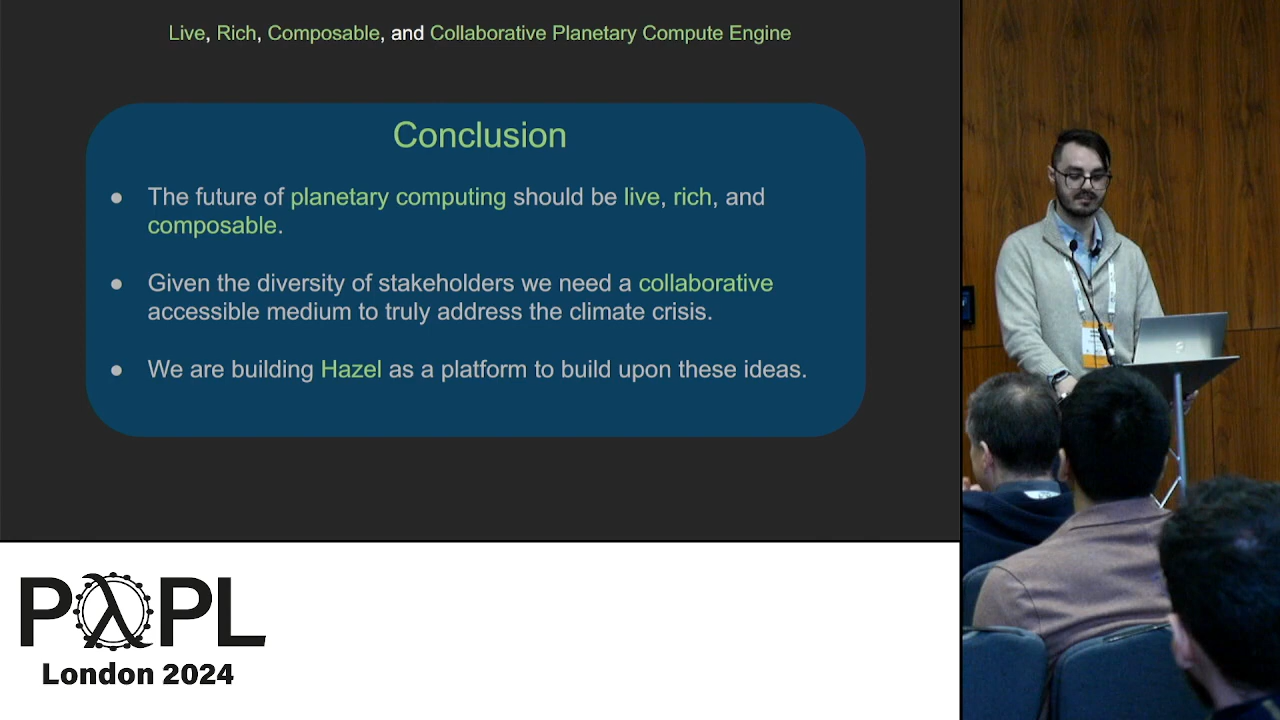 Live, Rich, Composable, and Collaborative Planetary Compute Engine
Conclusion
● The future of planetary computing should be live, rich, and
composable.
● Given the diversity of stakeholders we need a collaborative
accessible medium to truly address the climate crisis.
● We are building Hazel as a platform to build upon these ideas.
PλPL
London 2024